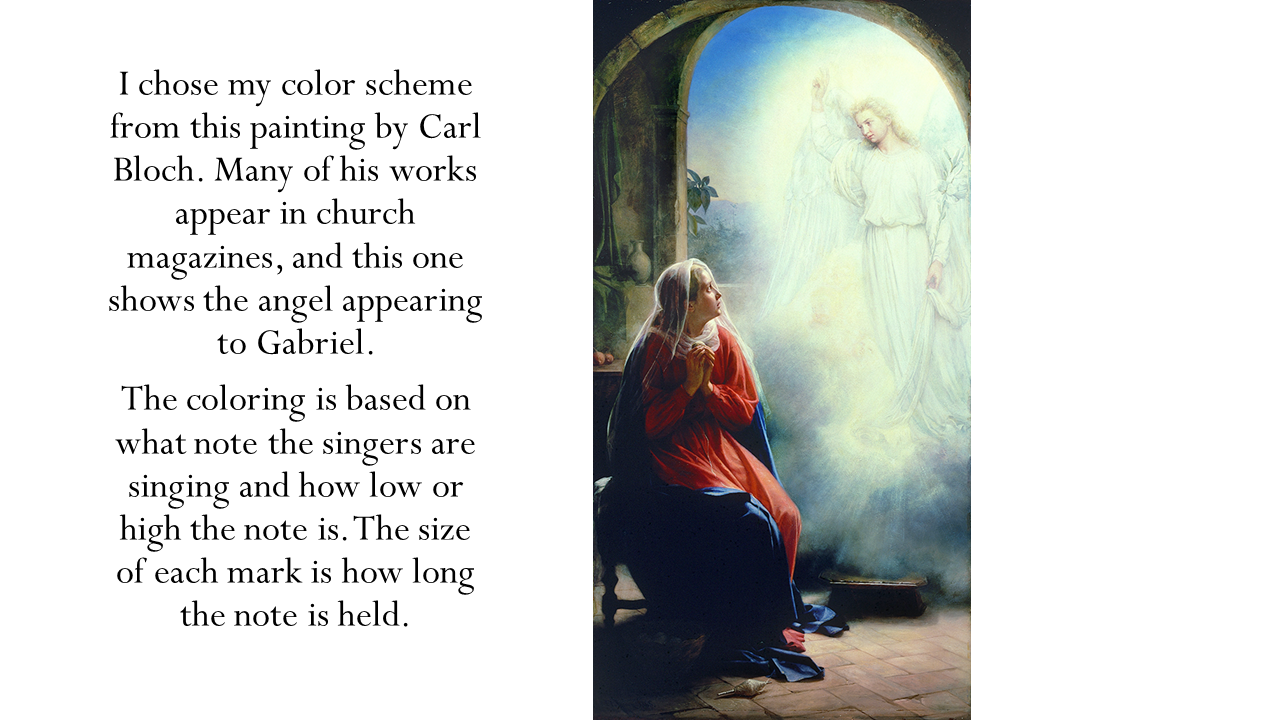 I chose my color scheme
from this painting by Carl
Bloch. Many of his works
appear in church
magazines, and this one
shows the angel appearing
to Gabriel.
The coloring is based on
what note the singers are
singing and how low or
high the note is. The size
of each mark is how long
the note is held.